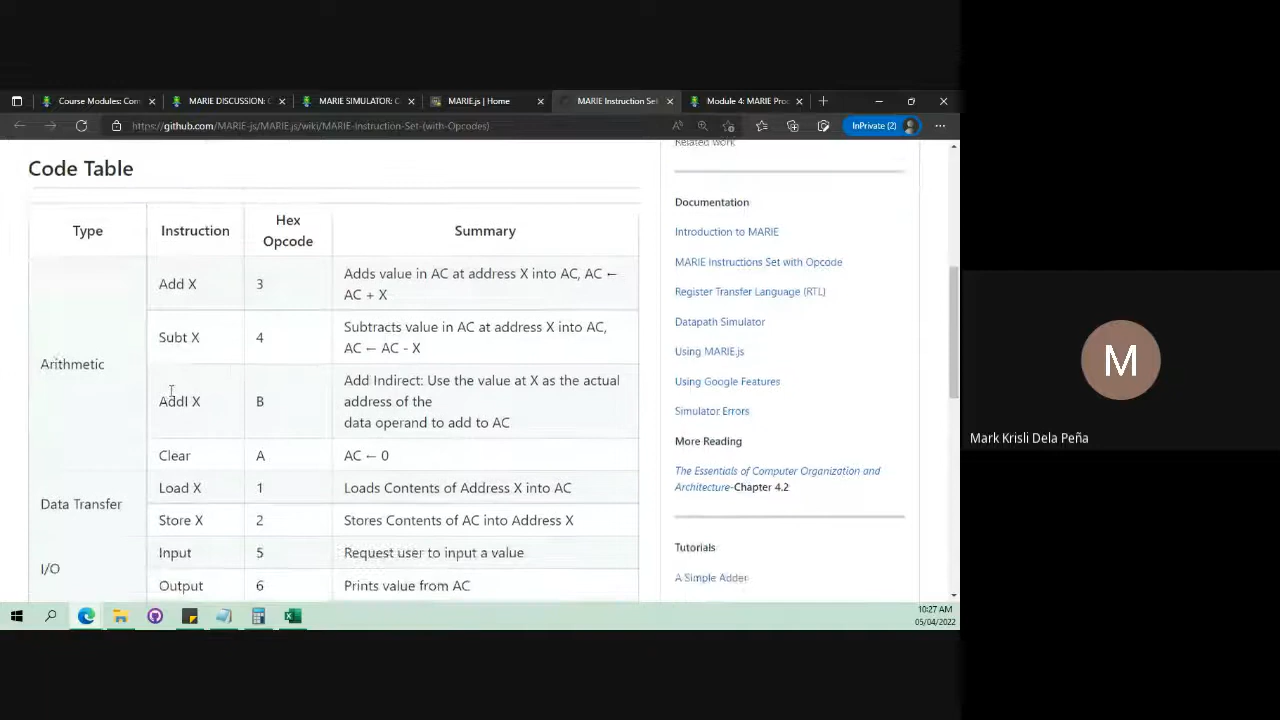 Course Modules: Com
MARIE DISCUSSION: C
MARIE SIMULATOR: C
MARIE.js | Home
MARIE Instruction Se
Module 4: MARIE Pro
https://github.com/MARIE-js/MARIE.js/wiki/MARIE-Instruction-Set-(with-Opcodes)
InPrivate (2)
Related Work
Code Table
Type
Instruction
Hex
Opcode
Summary
Arithmetic
Add X
3
Adds value in AC at address X into AC, AC ←
AC + X
Subt X
4
Subtracts value in AC at address X into AC,
AC ← AC - X
AddI X
B
Add Indirect: Use the value at X as the actual
address of the
data operand to add to AC
Clear
A
AC ← 0
Data Transfer
Load X
1
Loads Contents of Address X into AC
Store X
2
Stores Contents of AC into Address X
I/O
Input
5
Request user to input a value
Output
6
Prints value from AC
Documentation
Introduction to MARIE
MARIE Instructions Set with Opcode
Register Transfer Language (RTL)
Datapath Simulator
Using MARIE.js
Using Google Features
Simulator Errors
More Reading
The Essentials of Computer Organization and
Architecture-Chapter 4.2
Tutorials
A Simple Adder
10:27 AM
05/04/2022
M
Mark Krisli Dela Peña